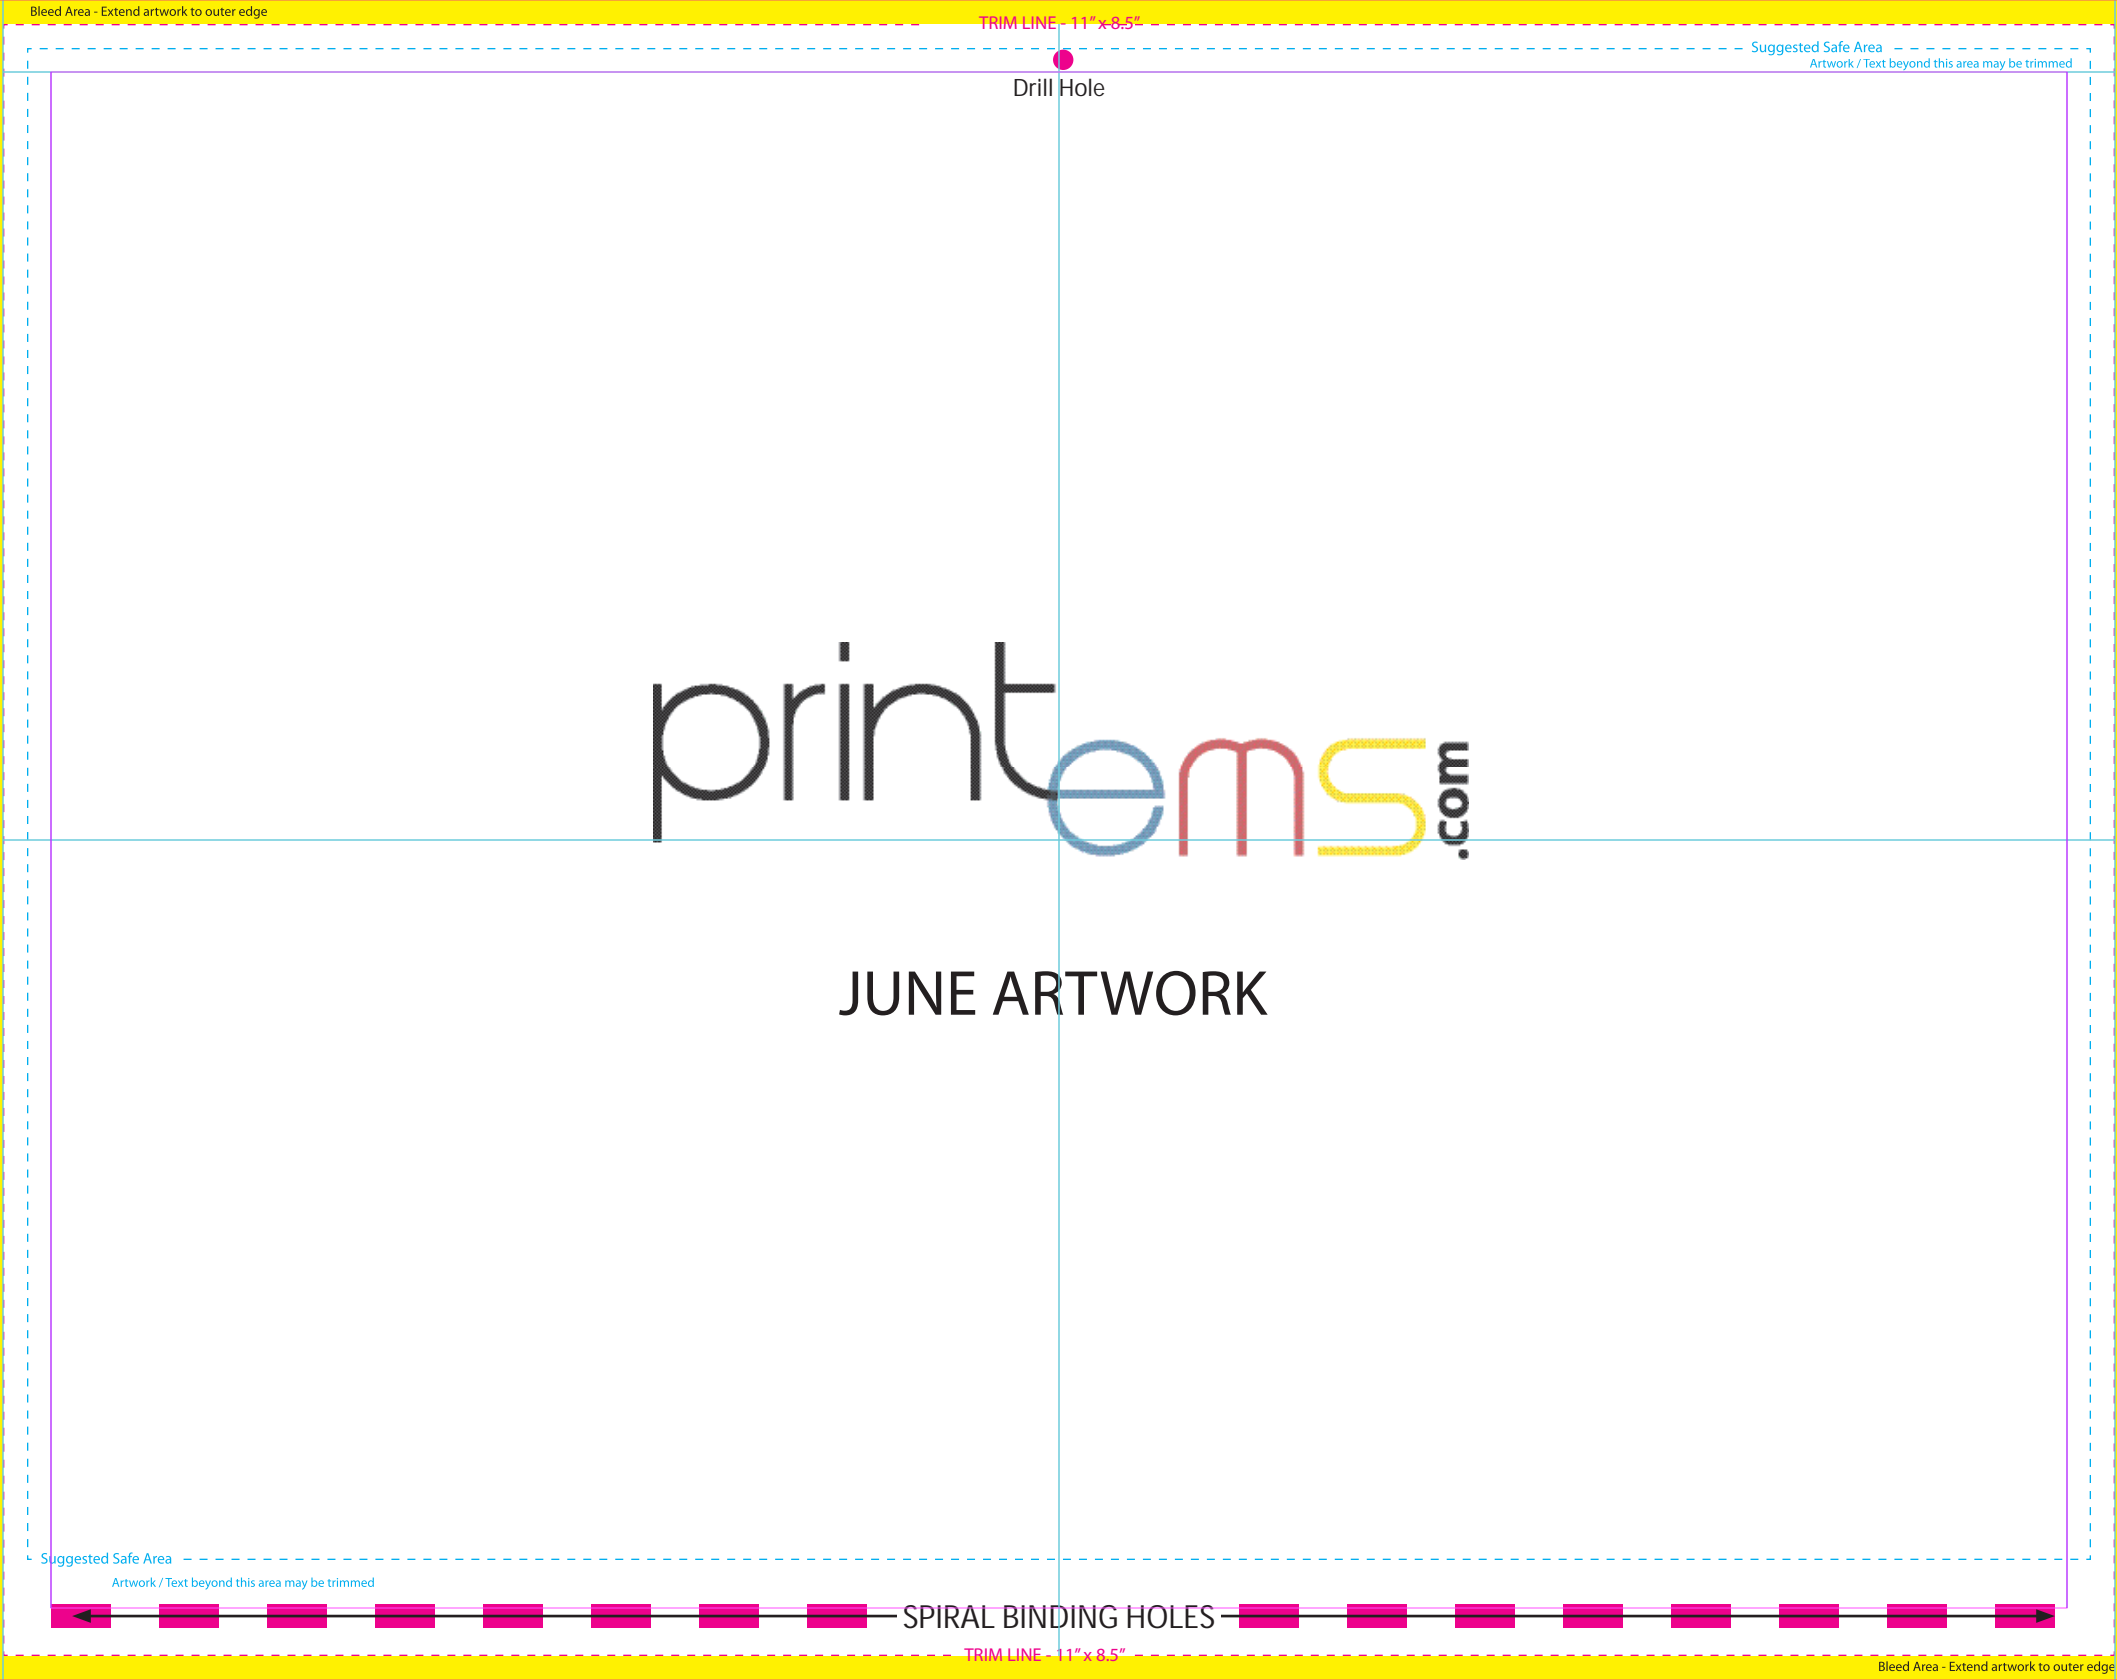 Bleed Area - Extend artwork to outer edge
TRIM LINE - 11” x 8.5”
Suggested Safe Area
Artwork / Text beyond this area may be trimmed
Drill Hole
printems.com
JUNE ARTWORK
Suggested Safe Area
Artwork / Text beyond this area may be trimmed
SPIRAL BINDING HOLES
TRIM LINE - 11” x 8.5”
Bleed Area - Extend artwork to outer edge